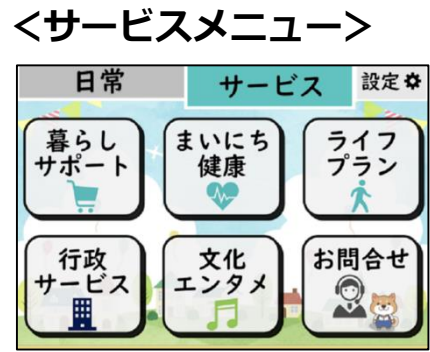 <サービスメニュー>
日常 サービス 設定
暮らし まいにち ライフ
サポート 健康 プラン
行政 文化 お問合せ
サービス エンタメ